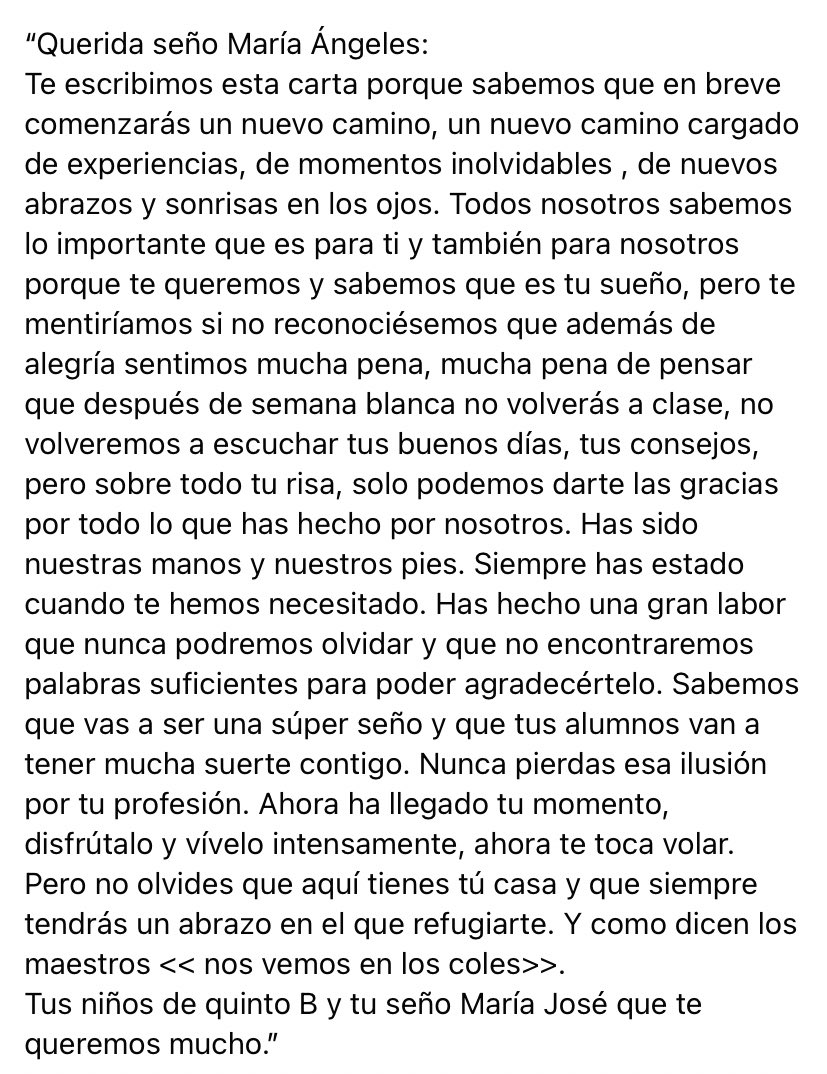 “Querida seño María Ángeles:
Te escribimos esta carta porque sabemos que en breve
comenzarás un nuevo camino, un nuevo camino cargado
de experiencias, de momentos inolvidables , de nuevos
abrazos y sonrisas en los ojos. Todos nosotros sabemos
lo importante que es para ti y también para nosotros
porque te queremos y sabemos que es tu sueño, pero te
mentiríamos si no reconociésemos que además de
alegría sentimos mucha pena, mucha pena de pensar
que después de semana blanca no volverás a clase, no
volveremos a escuchar tus buenos días, tus consejos,
pero sobre todo tu risa, solo podemos darte las gracias
por todo lo que has hecho por nosotros. Has sido
nuestras manos y nuestros pies. Siempre has estado
cuando te hemos necesitado. Has hecho una gran labor
que nunca podremos olvidar y que no encontraremos
palabras suficientes para poder agradecértelo. Sabemos
que vas a ser una súper seño y que tus alumnos van a
tener mucha suerte contigo. Nunca pierdas esa ilusión
por tu profesión. Ahora ha llegado tu momento,
disfrútalo y vívelo intensamente, ahora te toca volar.
Pero no olvides que aquí tienes tú casa y que siempre
tendrás un abrazo en el que refugiarte. Y como dicen los
maestros << nos vemos en los coles>>.
Tus niños de quinto B y tu seño María José que te
queremos mucho.”